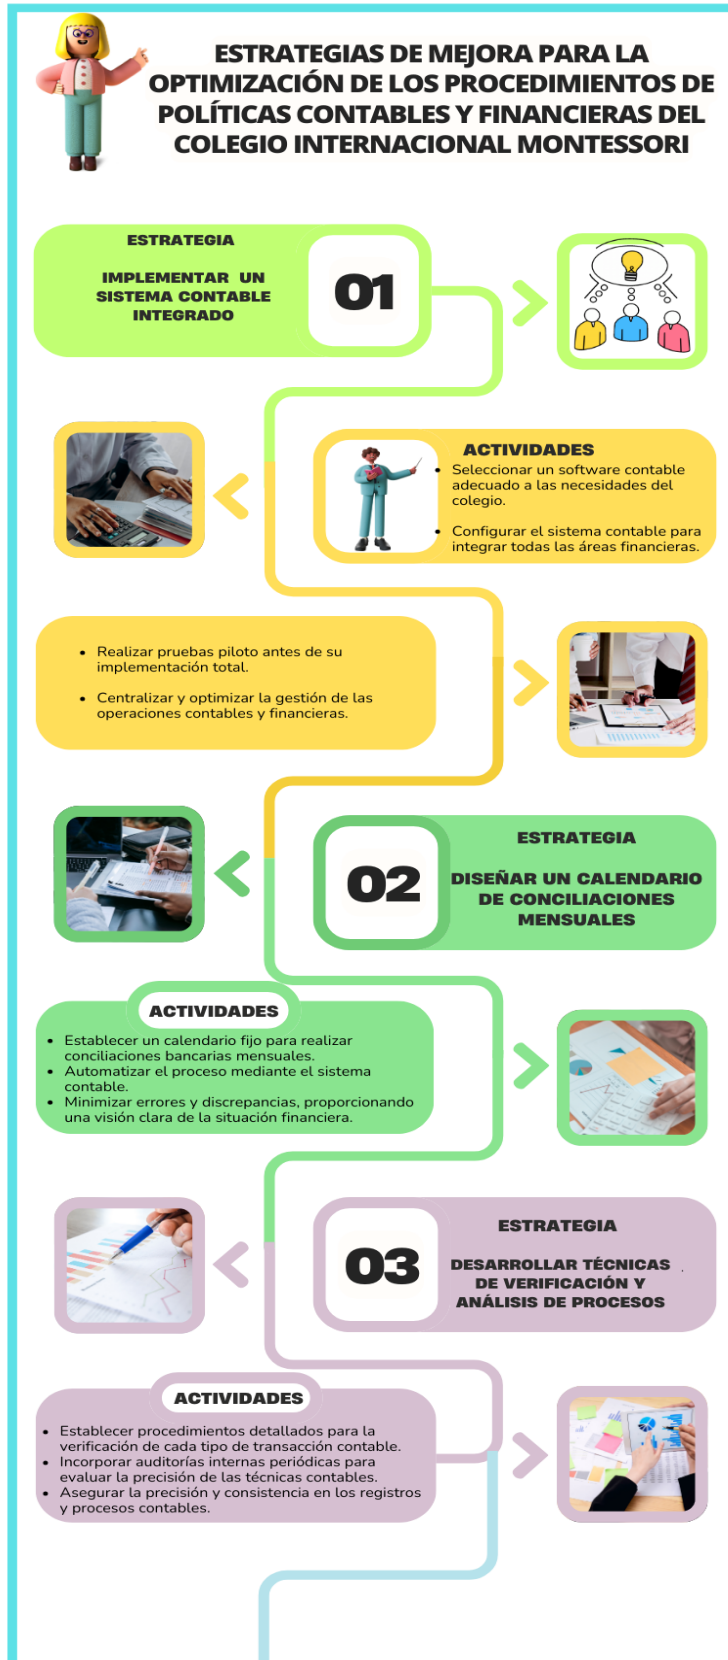 ESTRATEGIAS DE MEJORA PARA LA
OPTIMIZACIÓN DE LOS PROCEDIMIENTOS DE
POLÍTICAS CONTABLES Y FINANCIERAS DEL
COLEGIO INTERNACIONAL MONTESSORI
ESTRATEGIA
IMPLEMENTAR UN
SISTEMA CONTABLE
INTEGRADO
01
ACTIVIDADES
• Seleccionar un software contable
adecuado a las necesidades del
colegio.
• Configurar el sistema contable para
integrar todas las áreas financieras.
• Realizar pruebas piloto antes de su
implementación total.
• Centralizar y optimizar la gestión de las
operaciones contables y financieras.
02
ESTRATEGIA
DISEÑAR UN CALENDARIO
DE CONCILIACIONES
MENSUALES
ACTIVIDADES
• Establecer un calendario fijo para realizar
conciliaciones bancarias mensuales.
• Automatizar el proceso mediante el sistema
contable.
• Minimizar errores y discrepancias, proporcionando
una visión clara de la situación financiera.
03
ESTRATEGIA
DESARROLLAR TÉCNICAS .
DE VERIFICACIÓN Y
ANÁLISIS DE PROCESOS
ACTIVIDADES
• Establecer procedimientos detallados para la
verificación de cada tipo de transacción contable.
• Incorporar auditorías internas periódicas para
evaluar la precisión de las técnicas contables.
• Asegurar la precisión y consistencia en los registros
y procesos contables.